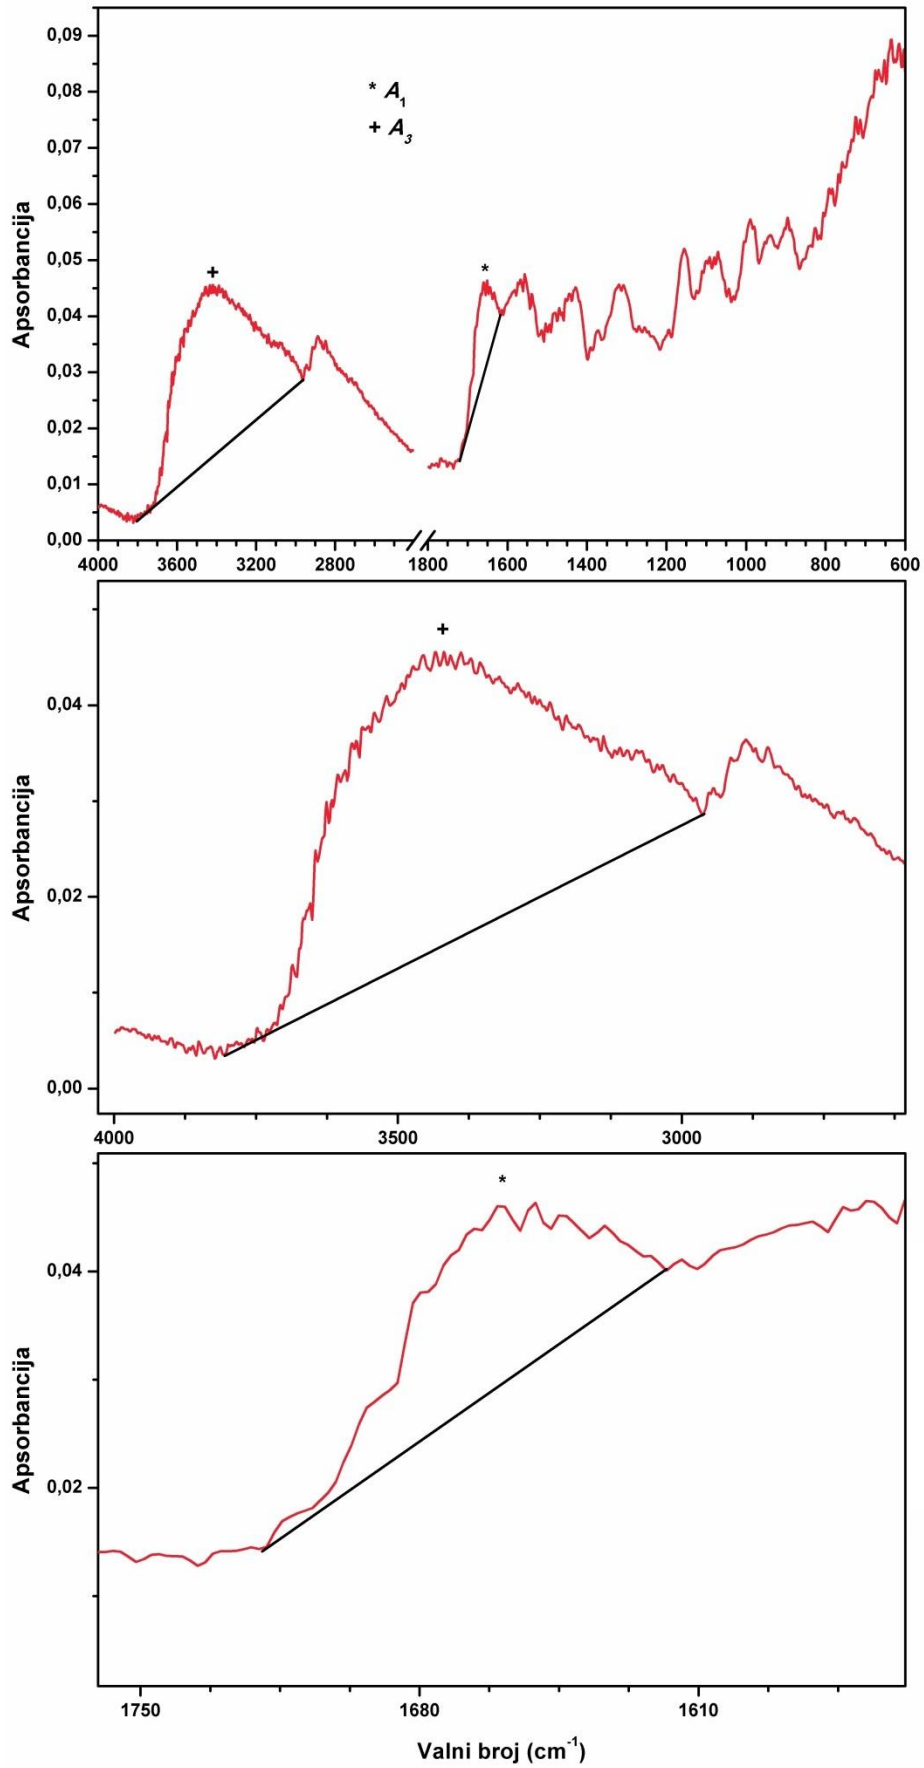 * A₁
+ A₃
Apsorbancija
0,09
0,08
0,07
0,06
0,05
0,04
0,03
0,02
0,01
0,00
+
*
4000 3600 3200 2800 1800 1600 1400 1200 1000 800 600
Apsorbancija
0,04
0,02
0,00
+
4000 3500 3000
Apsorbancija
0,04
0,02
*
1750 1680 1610
Valni broj (cm⁻¹)